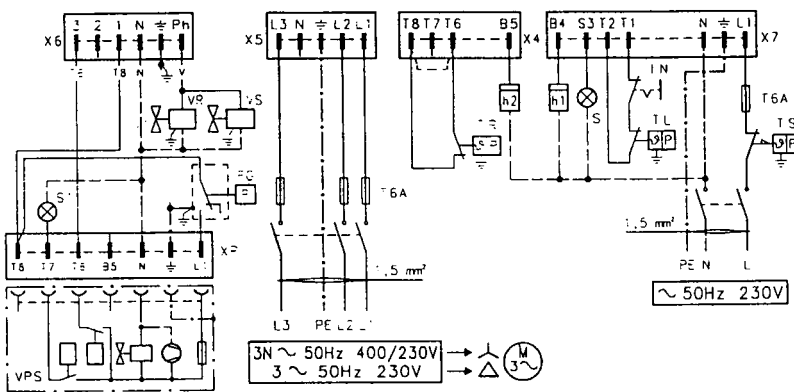 3 2 1 N Ph
X6
T8 N V
VR VS
S
P
XP
T8 T7 T6 B5 N L1
VPS
X5
L3 N L2 L1
T6A
1,5 mm²
L3 PE L2 L1
3N ~ 50Hz 400/230V
3 ~ 50Hz 230V
M
3~
T8 T7 T6 B5
X4
h2
ϑ P
B4 S3 T2 T1 N L1
X7
h1
S
IN
TL
ϑ P
T6A
TS
ϑ P
1,5 mm²
PE N L
~ 50Hz 230V